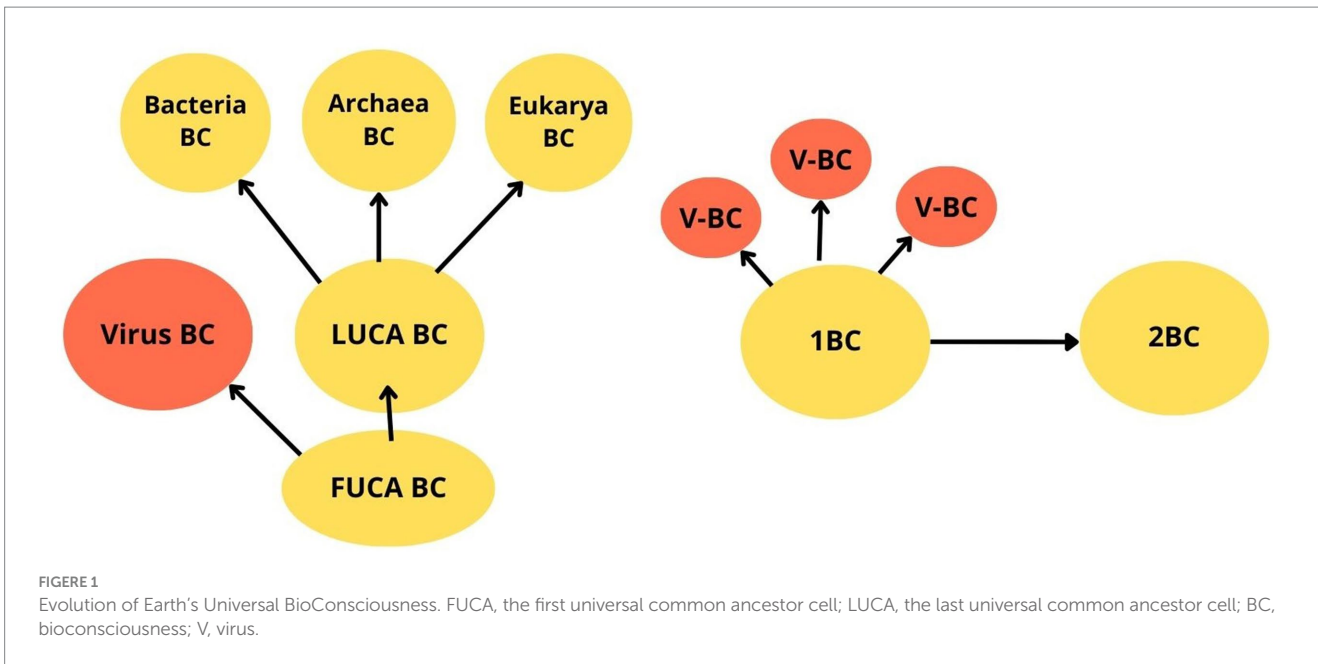 Bacteria
BC
Archaea
BC
Eukarya
BC
Virus BC
LUCA BC
FUCA BC
V-BC
V-BC
V-BC
1BC
2BC
FIGERE 1
Evolution of Earth's Universal BioConsciousness. FUCA, the first universal common ancestor cell; LUCA, the last universal common ancestor cell; BC,
bioconsciousness; V, virus.